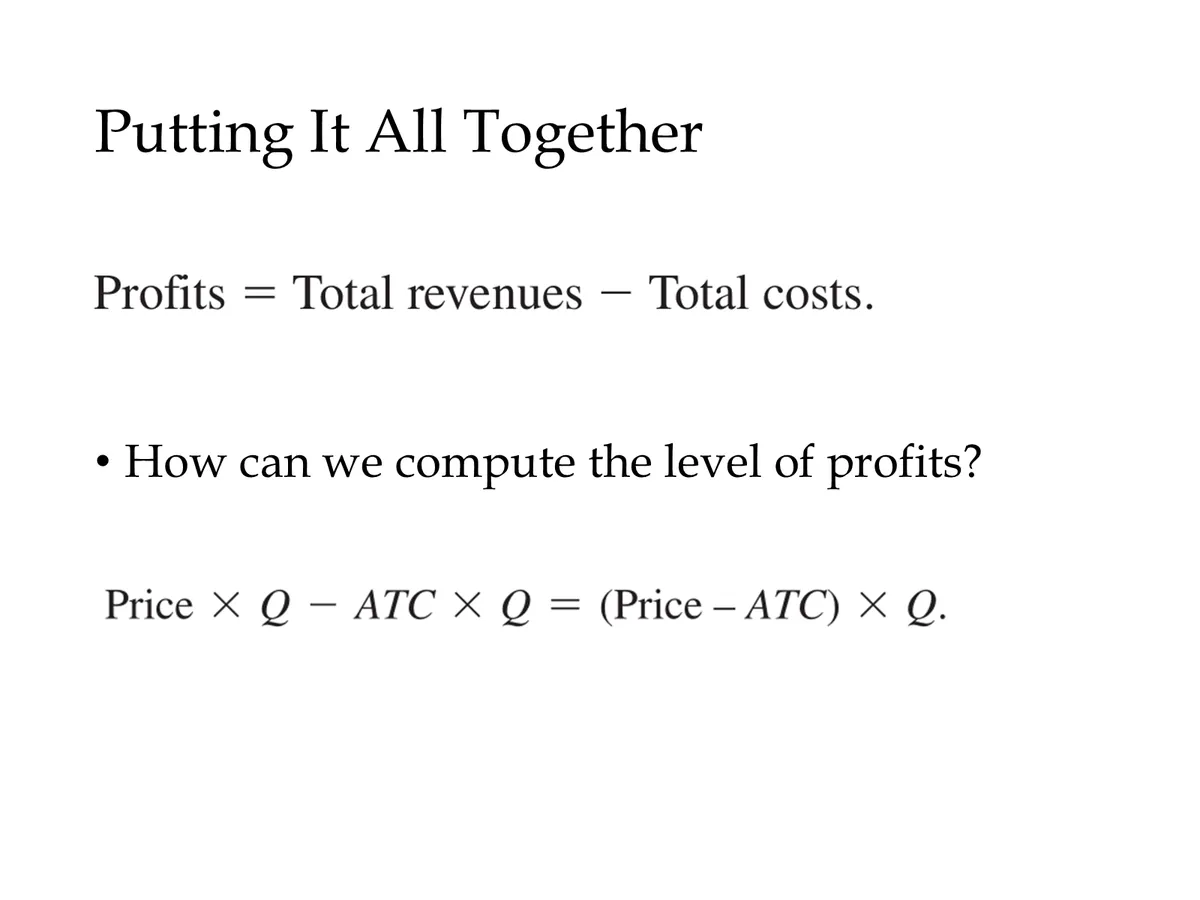 Putting It All Together
Profits = Total revenues − Total costs.
• How can we compute the level of profits?
Price × Q − ATC × Q = (Price – ATC) × Q.